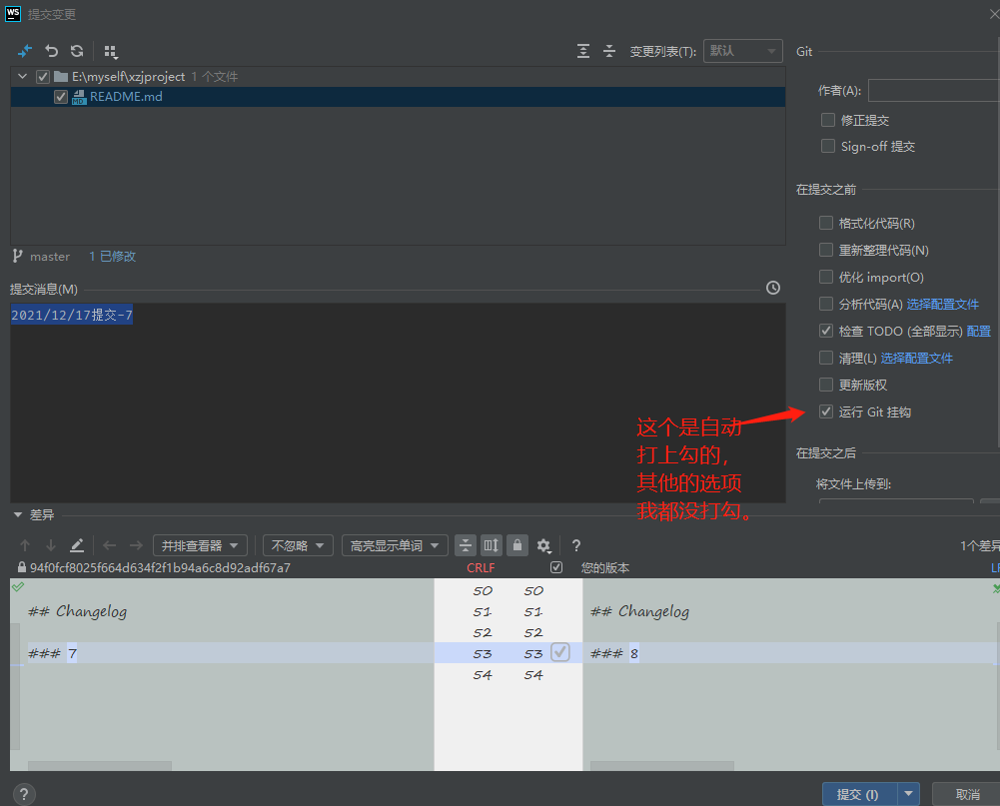 WS 提交变更
变更列表(T): 默认
Git
E:\myself\xzjproject 1 个文件
README.md
作者(A):
修正提交
Sign-off 提交
在提交之前
格式化代码(R)
重新整理代码(N)
优化 import(O)
分析代码(A) 选择配置文件
检查 TODO (全部显示) 配置
清理(L) 选择配置文件
更新版权
运行 Git 挂钩
在提交之后
将文件上传到:
master 1 已修改
提交消息(M)
2021/12/17提交-7
这个是自动
打上勾的,
其他的选项
我都没打勾。
差异
并排查看器 不忽略 高亮显示单词 ? 1个差异
94f0fcf8025f664d634f2f1b94a6c8d92adf67a7 CRLF 您的版本 LF
50 50
## Changelog 51 51 ## Changelog
52 52
### 7 53 53 ### 8
54 54
? 提交 (I) 取消